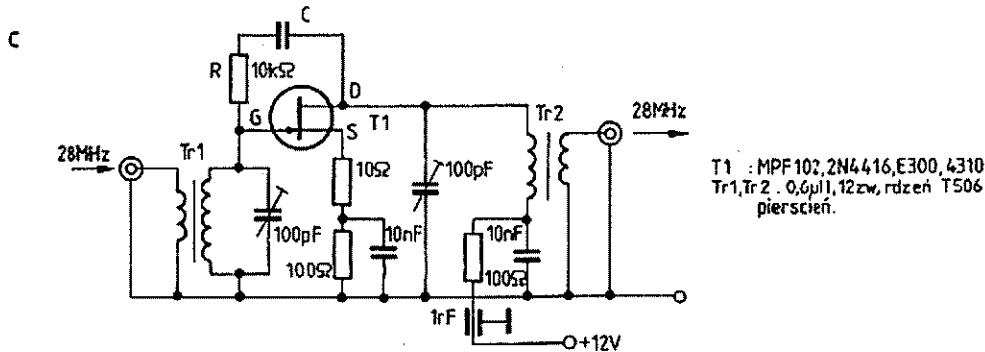 C
C
R
10kΩ
D
G
T1
S
28MHz
Tr1
10Ω
100pF
100pF
10nF
100Ω
Tr2
28MHz
10nF
100Ω
1nF
+12V
T1 : MPF102, 2N4416, E300, 4310
Tr1, Tr2 . 0,6µH, 12zw, rdzeń T506
pierscień.